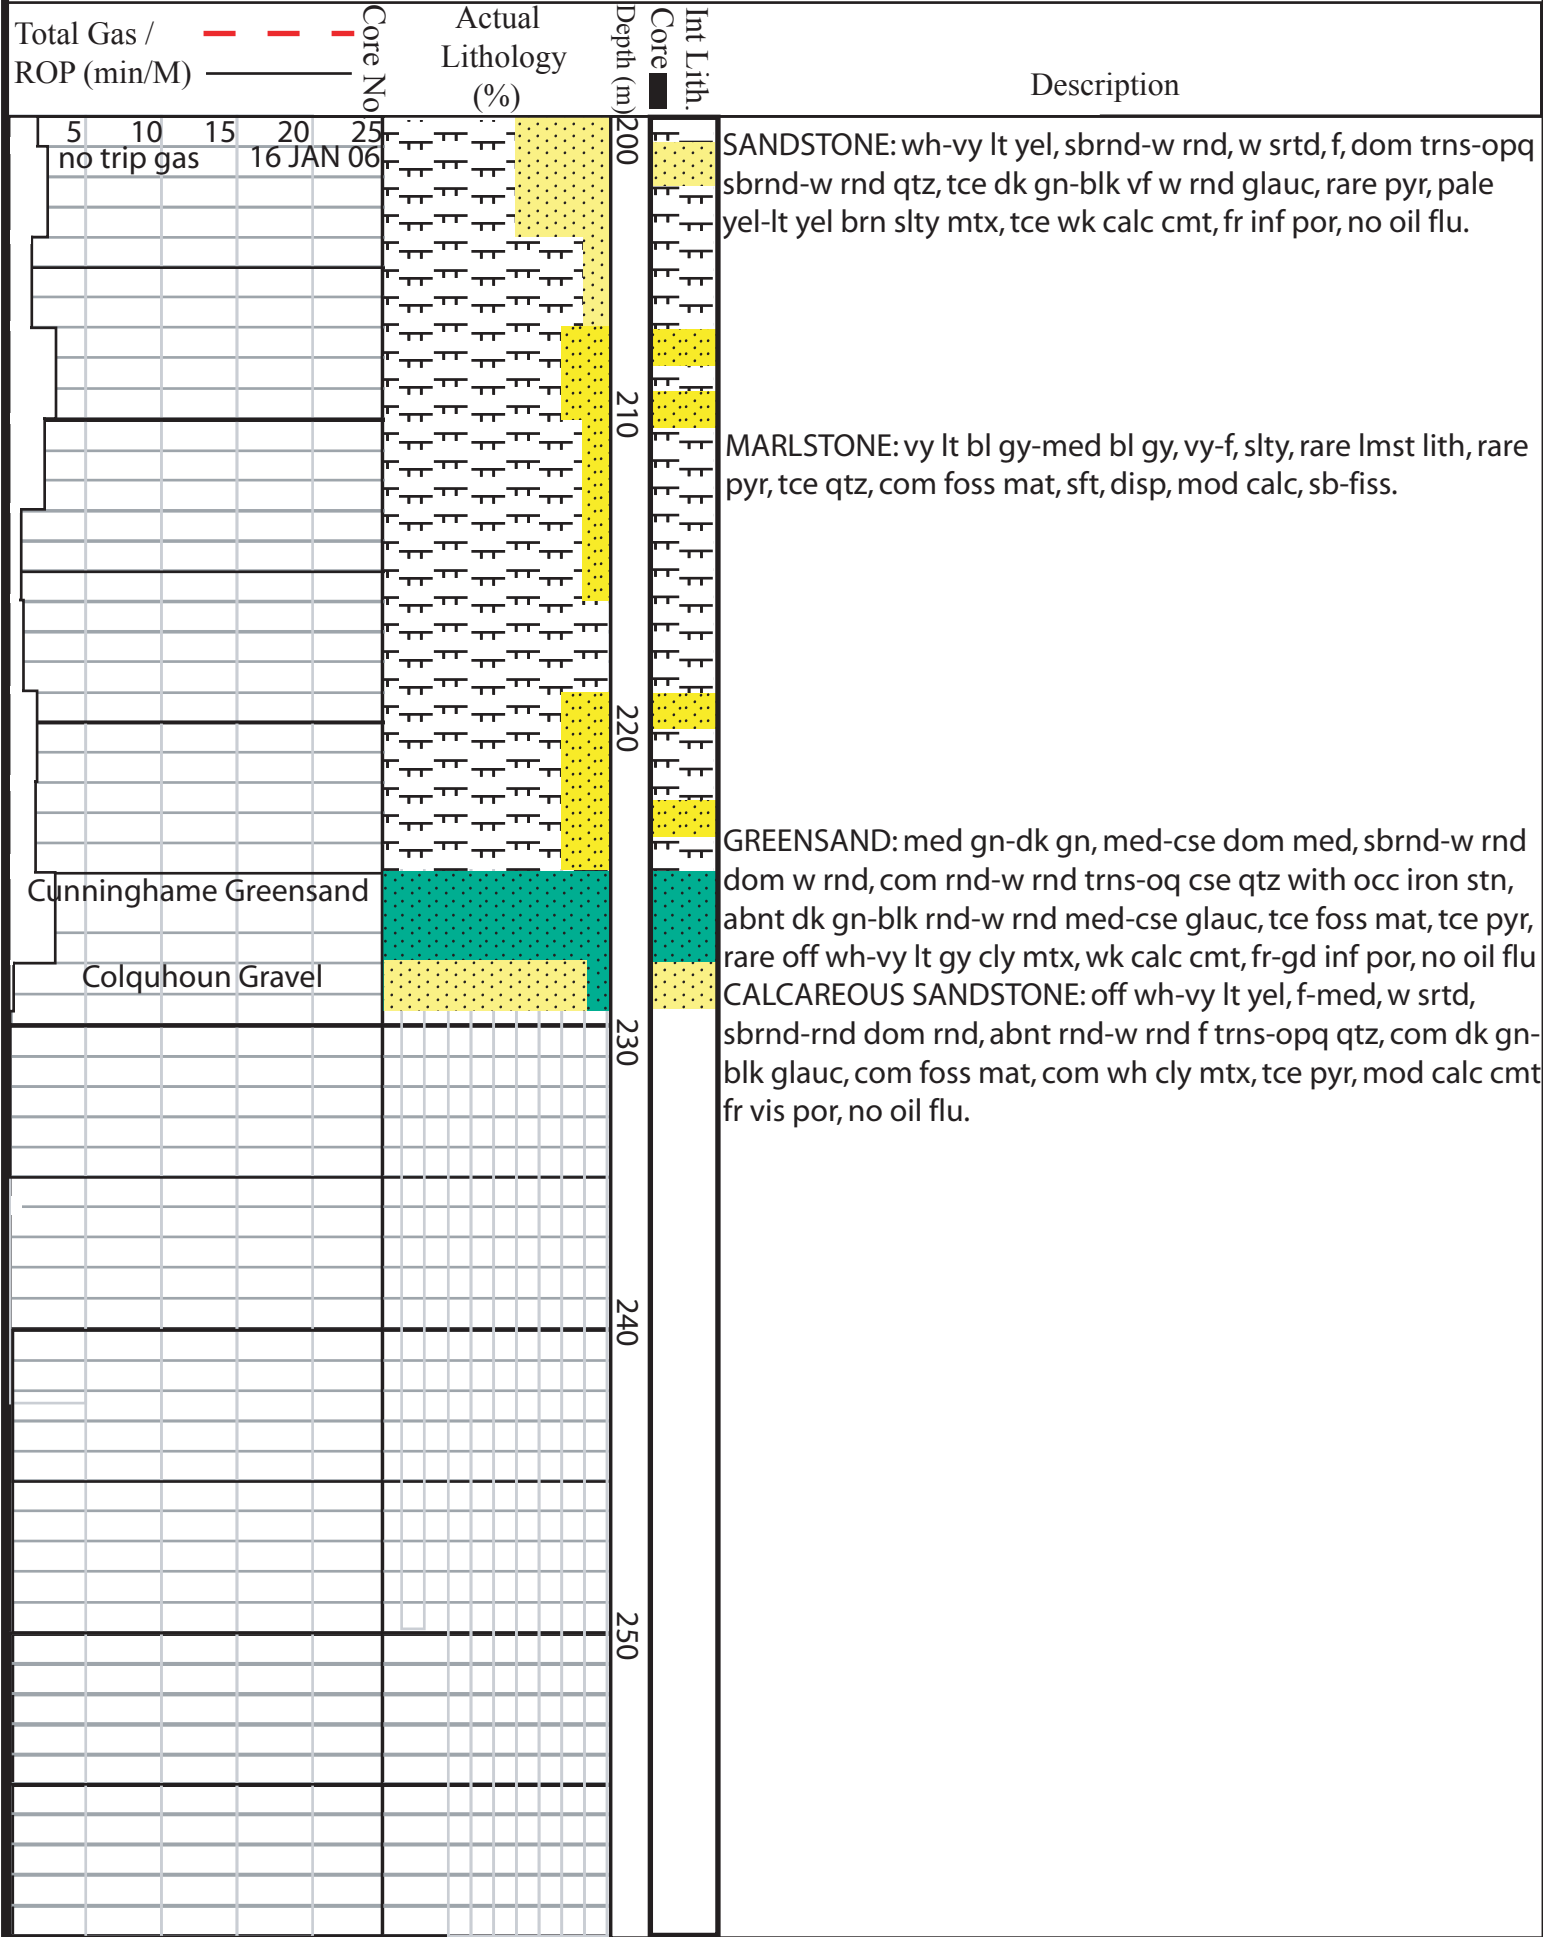 Total Gas /
ROP (min/M)
Core No
Actual
Lithology
(%)
Depth (m)
Core
Int Lith.
Description
5 10 15 20 25
no trip gas 16 JAN 06
200
SANDSTONE: wh-vy lt yel, sbrnd-w rnd, w srtd, f, dom trns-opq
sbrnd-w rnd qtz, tce dk gn-blk vf w rnd glauc, rare pyr, pale
yel-lt yel brn slty mtx, tce wk calc cmt, fr inf por, no oil flu.
210
MARLSTONE: vy lt bl gy-med bl gy, vy-f, slty, rare lmst lith, rare
pyr, tce qtz, com foss mat, sft, disp, mod calc, sb-fiss.
220
GREENSAND: med gn-dk gn, med-cse dom med, sbrnd-w rnd
dom w rnd, com rnd-w rnd trns-oq cse qtz with occ iron stn,
abnt dk gn-blk rnd-w rnd med-cse glauc, tce foss mat, tce pyr,
rare off wh-vy lt gy cly mtx, wk calc cmt, fr-gd inf por, no oil flu
Cunninghame Greensand
Colquhoun Gravel
CALCAREOUS SANDSTONE: off wh-vy lt yel, f-med, w srtd,
sbrnd-rnd dom rnd, abnt rnd-w rnd f trns-opq qtz, com dk gn-
blk glauc, com foss mat, com wh cly mtx, tce pyr, mod calc cmt
fr vis por, no oil flu.
230
240
250